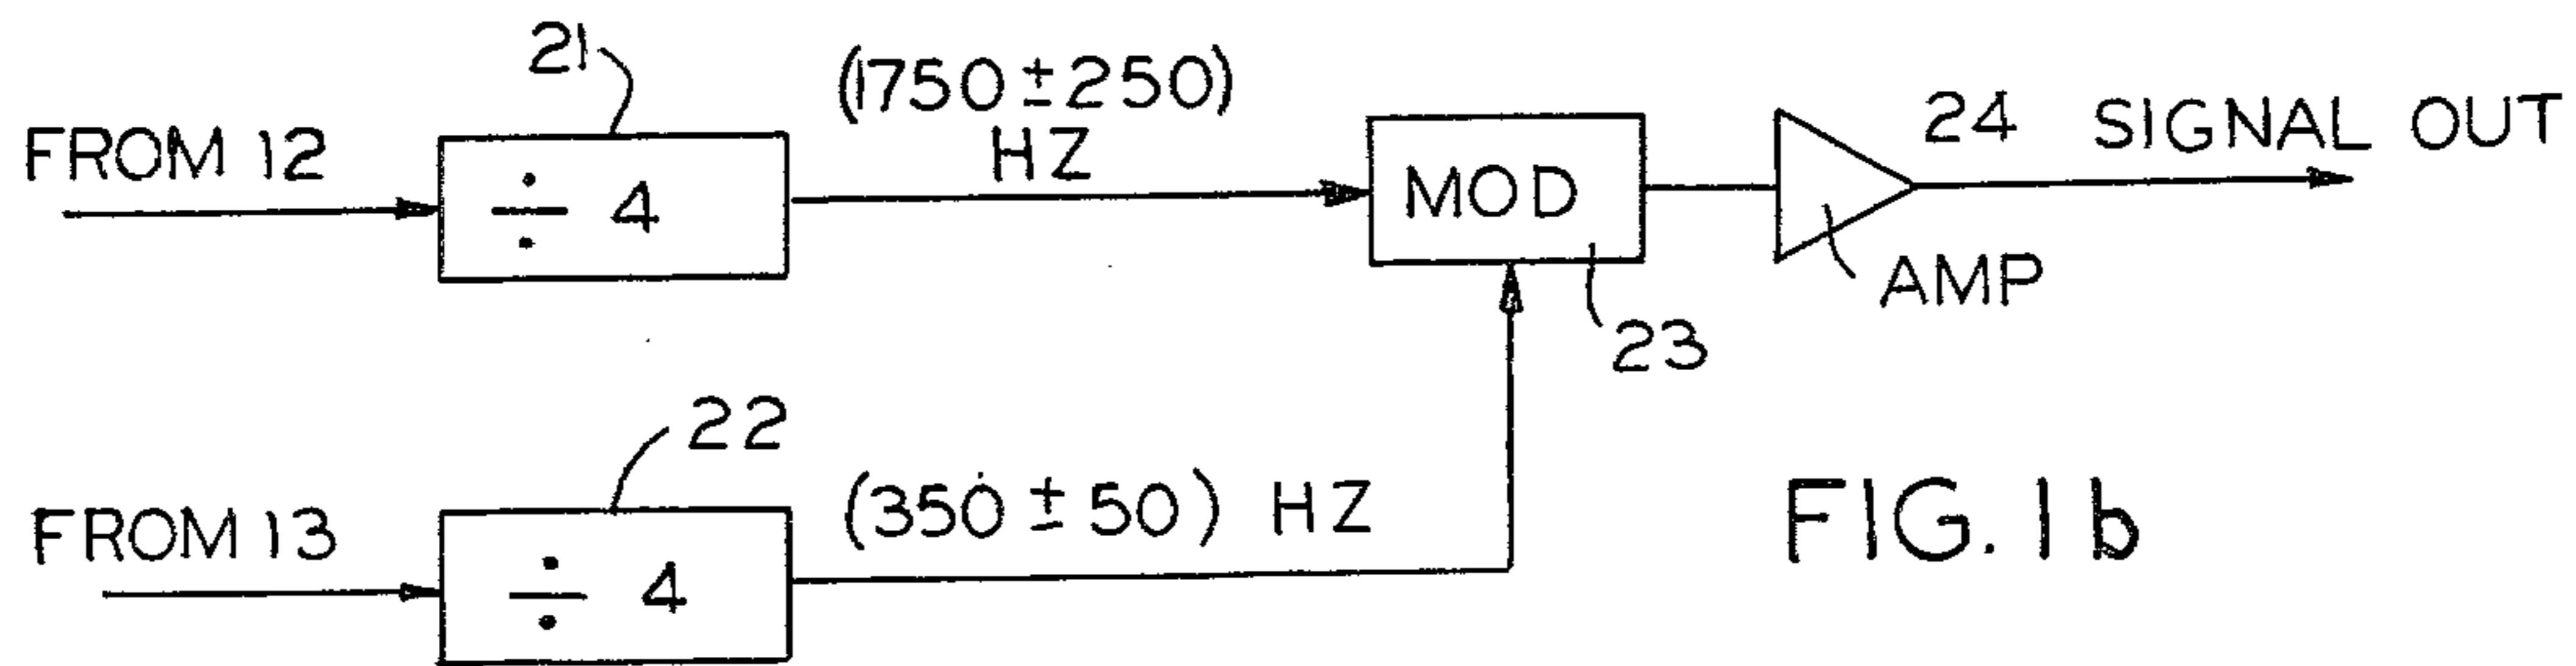 21
(1750 ± 250)
HZ
FROM 12
÷ 4
MOD
24
SIGNAL OUT
AMP
23
22
(350 ± 50) HZ
FROM 13
÷ 4
FIG. 1b